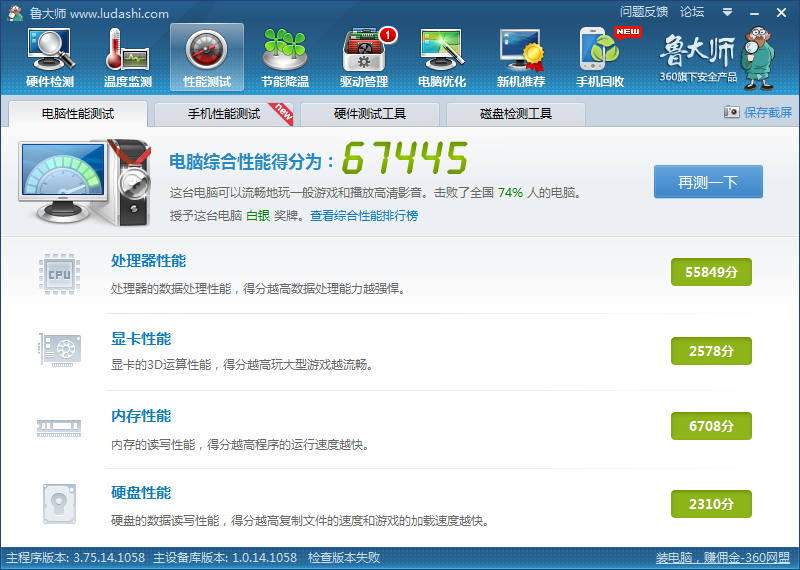 鲁大师 www.ludashi.com
问题反馈 论坛
硬件检测 温度监测 性能测试 节能降温 驱动管理 1 电脑优化 新机推荐 手机回收 NEW
鲁大师
360旗下安全产品
电脑性能测试 手机性能测试 new 硬件测试工具 磁盘检测工具 保存截屏
电脑综合性能得分为：67445
这台电脑可以流畅地玩一般游戏和播放高清影音。击败了全国 74% 人的电脑。
授予这台电脑 白银 奖牌。查看综合性能排行榜
再测一下
CPU
处理器性能
处理器的数据处理性能，得分越高数据处理能力越强悍。
55849分
显卡性能
显卡的3D运算性能，得分越高玩大型游戏越流畅。
2578分
内存性能
内存的读写性能，得分越高程序的运行速度越快。
6708分
硬盘性能
硬盘的数据读写性能，得分越高复制文件的速度和游戏的加载速度越快。
2310分
主程序版本: 3.75.14.1058 主设备库版本: 1.0.14.1058 检查版本失败
装电脑，赚佣金-360网盟